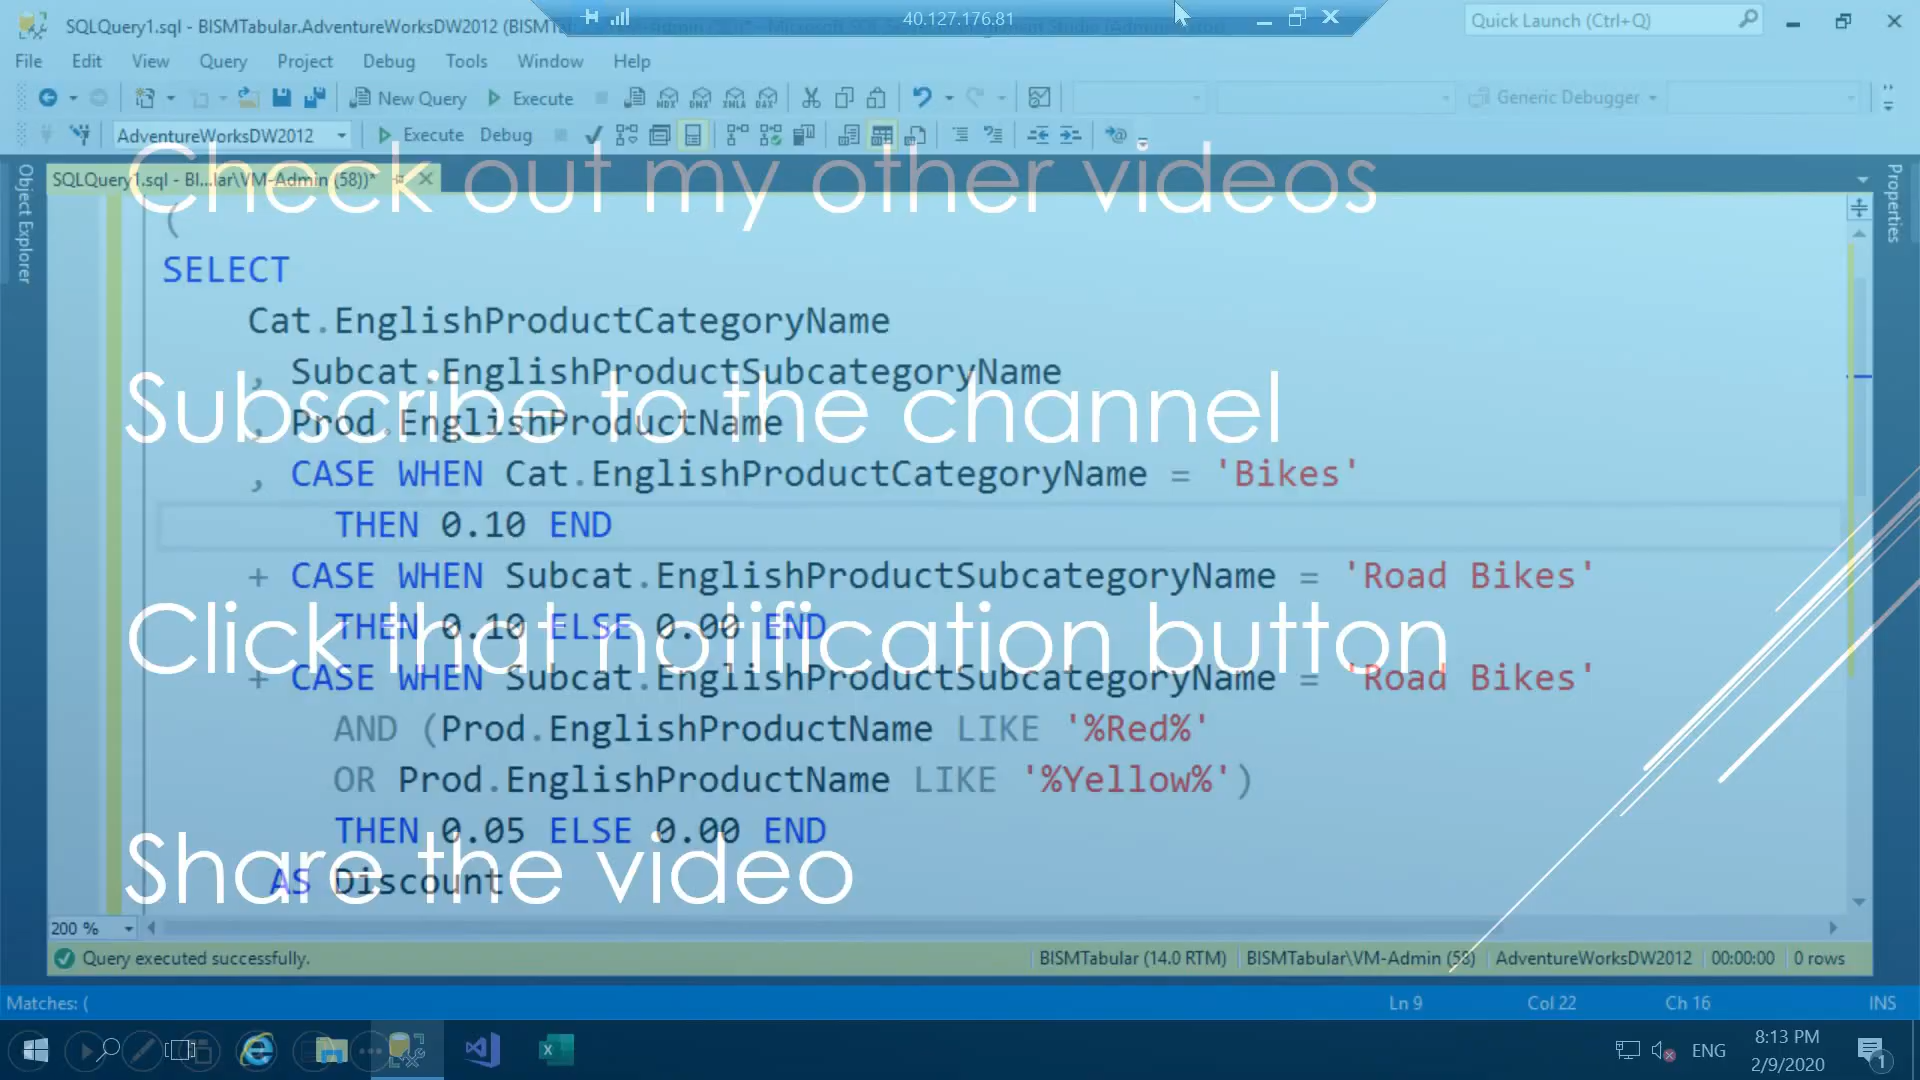 40.127.176.81
SQLQuery1.sql - BISMTabular.AdventureWorksDW2012
Quick Launch (Ctrl+Q)
File Edit View Query Project Debug Tools Window Help
New Query Execute MDX DMX XMLA DAX Generic Debugger
AdventureWorksDW2012 Execute Debug
Check out my other videos
SQLQuery1.sql - BI...lar\VM-Admin (58))*
Object Explorer
Properties
(
SELECT
Cat.EnglishProductCategoryName
, Subcat.EnglishProductSubcategoryName
Subscribe to the channel
, Prod.EnglishProductName
, CASE WHEN Cat.EnglishProductCategoryName = 'Bikes'
THEN 0.10 END
+ CASE WHEN Subcat.EnglishProductSubcategoryName = 'Road Bikes'
THEN 0.10 ELSE 0.00 END
Click that notification button
+ CASE WHEN Subcat.EnglishProductSubcategoryName = 'Road Bikes'
AND (Prod.EnglishProductName LIKE '%Red%'
OR Prod.EnglishProductName LIKE '%Yellow%')
THEN 0.05 ELSE 0.00 END
Share the video
AS Discount
200 %
Query executed successfully. BISMTabular (14.0 RTM) BISMTabular\VM-Admin (58) AdventureWorksDW2012 00:00:00 0 rows
Matches: ( Ln 9 Col 22 Ch 16 INS
ENG
8:13 PM
2/9/2020
1